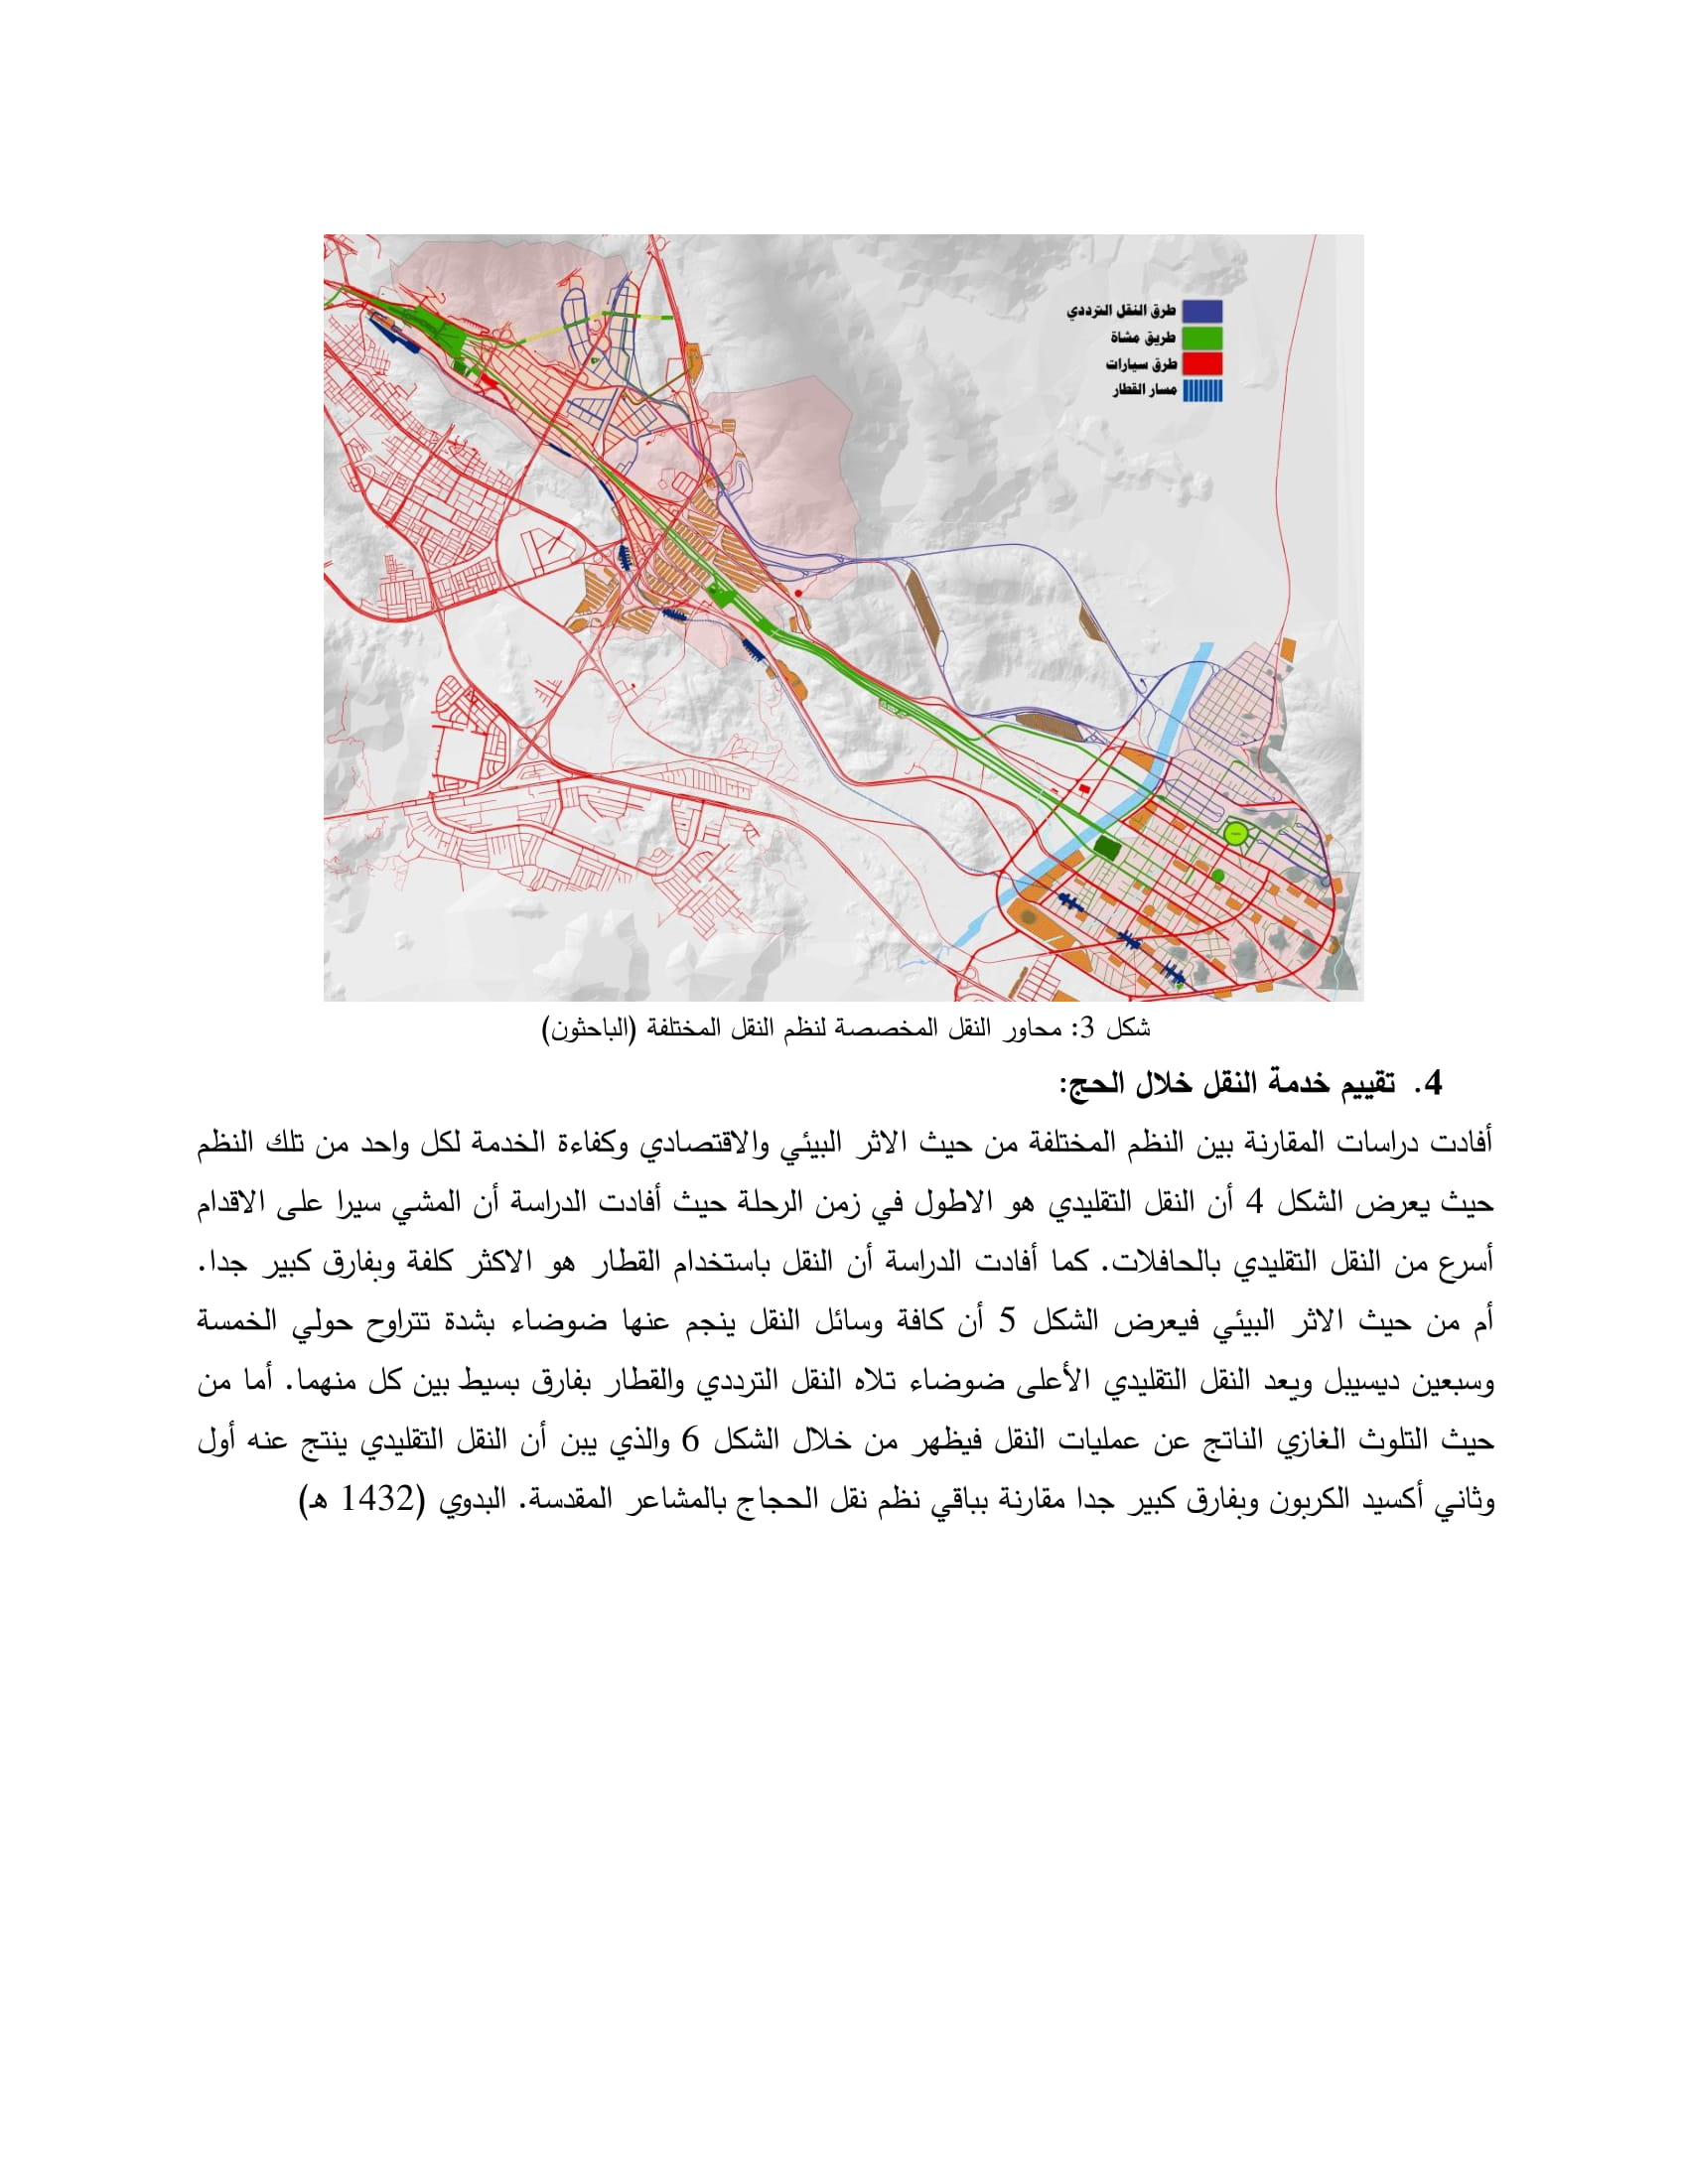 طرق النقل الترددي
طريق مشاة
طرق سيارات
مسار القطار
شكل 3: محاور النقل المخصصة لنظم النقل المختلفة (الباحثون)
4. تقييم خدمة النقل خلال الحج:
أفادت دراسات المقارنة بين النظم المختلفة من حيث الاثر البيئي والاقتصادي وكفاءة الخدمة لكل واحد من تلك النظم
حيث يعرض الشكل 4 أن النقل التقليدي هو الاطول في زمن الرحلة حيث أفادت الدراسة أن المشي سيرا على الاقدام
أسرع من النقل التقليدي بالحافلات. كما أفادت الدراسة أن النقل باستخدام القطار هو الاكثر كلفة وبفارق كبير جدا.
أم من حيث الاثر البيئي فيعرض الشكل 5 أن كافة وسائل النقل ينجم عنها ضوضاء بشدة تتراوح حولي الخمسة
وسبعين ديسيبل ويعد النقل التقليدي الأعلى ضوضاء تلاه النقل الترددي والقطار بفارق بسيط بين كل منهما. أما من
حيث التلوث الغازي الناتج عن عمليات النقل فيظهر من خلال الشكل 6 والذي يبن أن النقل التقليدي ينتج عنه أول
وثاني أكسيد الكربون وبفارق كبير جدا مقارنة بباقي نظم نقل الحجاج بالمشاعر المقدسة. البدوي (1432 هـ)